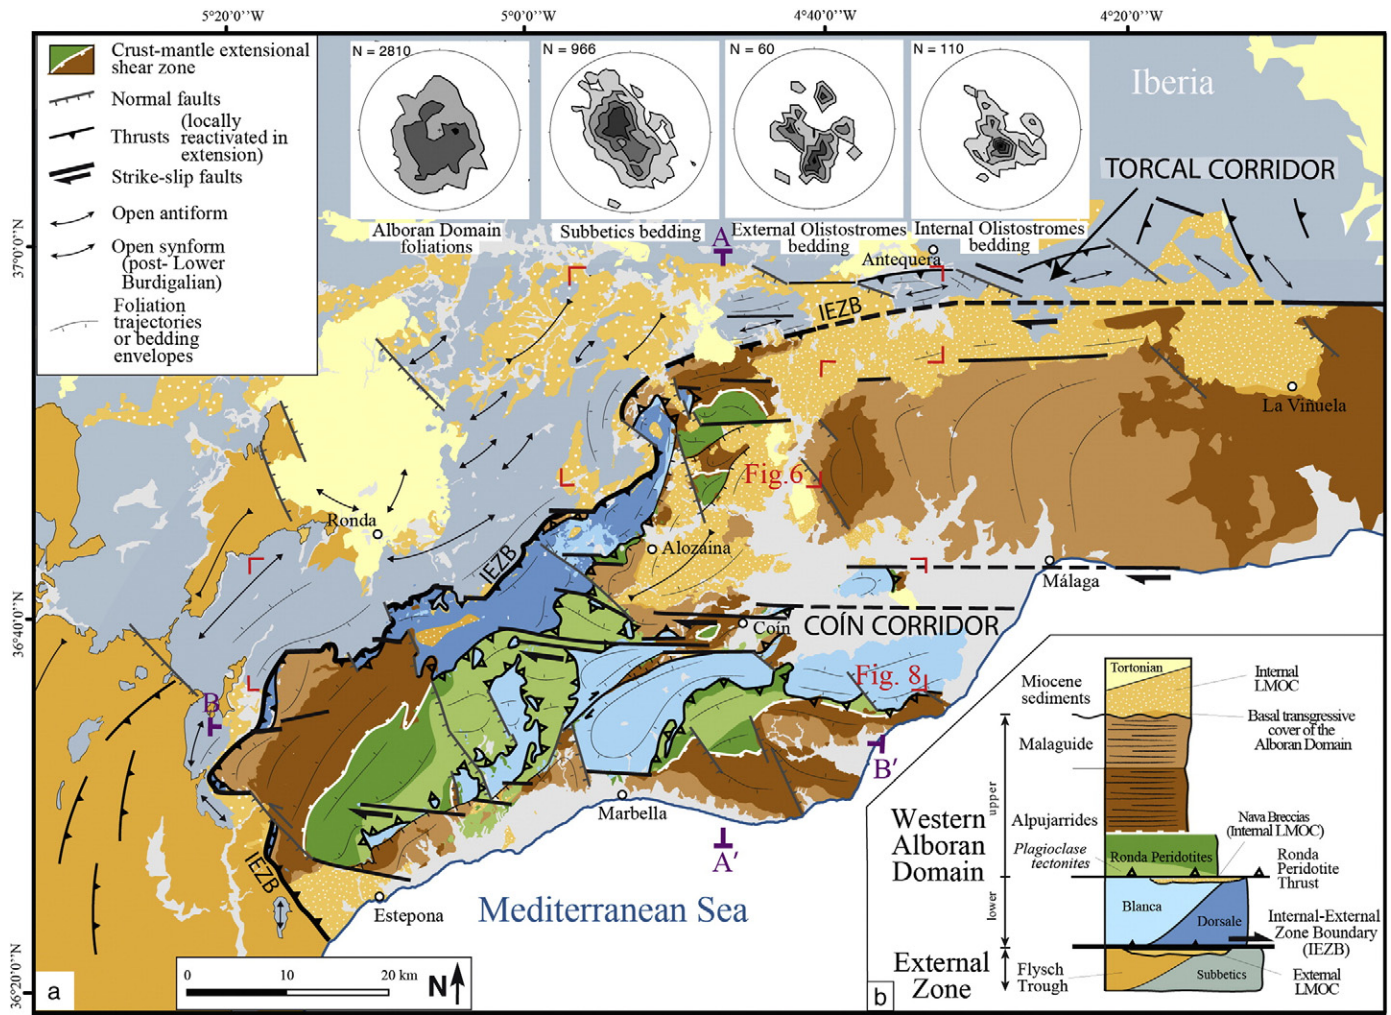 5°20'0''W
5°0'0''W
4°40'0''W
4°20'0''W
37°0'0''N
36°40'0''N
36°20'0''N
Crust-mantle extensional
shear zone
Normal faults
Thrusts (locally
reactivated in
extension)
Strike-slip faults
Open antiform
Open synform
(post- Lower
Burdigalian)
Foliation
trajectories
or bedding
envelopes
N = 2810
N = 966
N = 60
N = 110
Alboran Domain
foliations
Subbetics bedding
External Olistostromes
bedding
Internal Olistostromes
bedding
Iberia
TORCAL CORRIDOR
A
Antequera
IEZB
La Viñuela
Fig.6
Ronda
Alozaina
IEZB
Málaga
Coín
COÍN CORRIDOR
Fig. 8
B
B'
Marbella
A'
IEZB
Estepona
Mediterranean Sea
0 10 20 km
N
a
Tortonian
Miocene
sediments
Internal
LMOC
Basal transgressive
cover of the
Alboran Domain
Malaguide
upper
Western
Alboran
Domain
Alpujarrides
Nava Breccias
(Internal LMOC)
Plagioclase
tectonites
Ronda Peridotites
Ronda
Peridotite
Thrust
lower
Blanca
Dorsale
Internal-External
Zone Boundary
(IEZB)
External
Zone
Flysch
Trough
Subbetics
External
LMOC
b